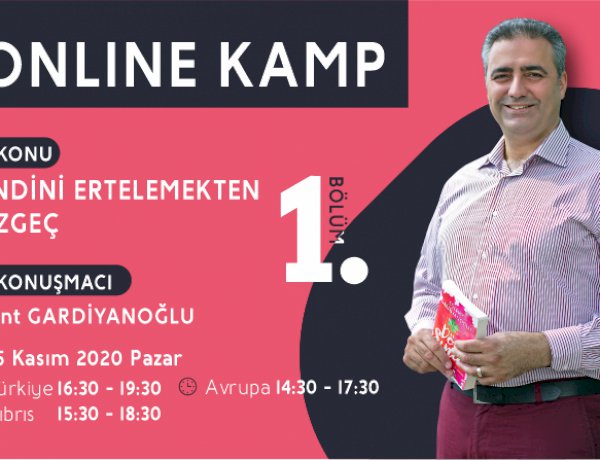 ONLINE KAMP
KONU
NDİNİ ERTELEMEKTEN
ZGEÇ
1.
BÖLÜM
KONUŞMACI
nt GARDİYANOĞLU
5 Kasım 2020 Pazar
ürkiye 16:30 - 19:30 Avrupa 14:30 - 17:30
ıbrıs 15:30 - 18:30